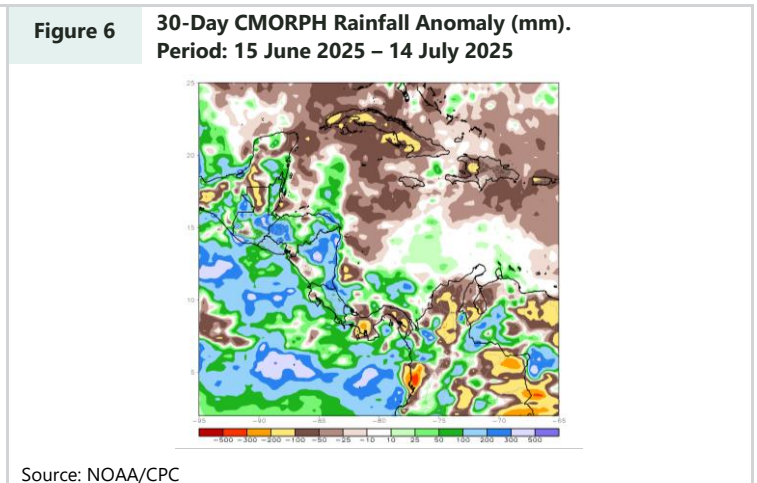 Figure 6
30-Day CMORPH Rainfall Anomaly (mm).
Period: 15 June 2025 – 14 July 2025
25
20
15
10
5
-95 -90 -85 -80 -75 -70 -65
-500 -300 -200 -100 -50 -25 -10 10 25 50 100 200 300 500
Source: NOAA/CPC